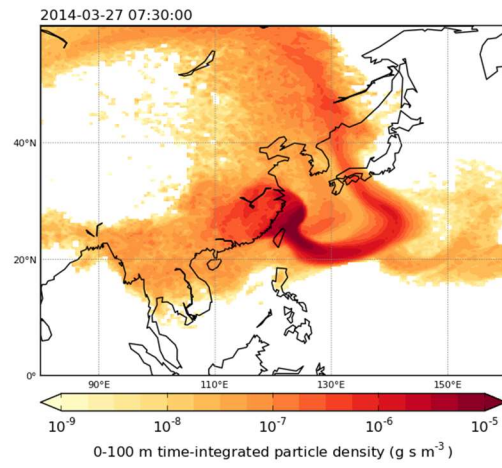 2014-03-27 07:30:00
40°N
20°N
0°
90°E 110°E 130°E 150°E
10⁻⁹ 10⁻⁸ 10⁻⁷ 10⁻⁶ 10⁻⁵
0-100 m time-integrated particle density (g s m⁻³)